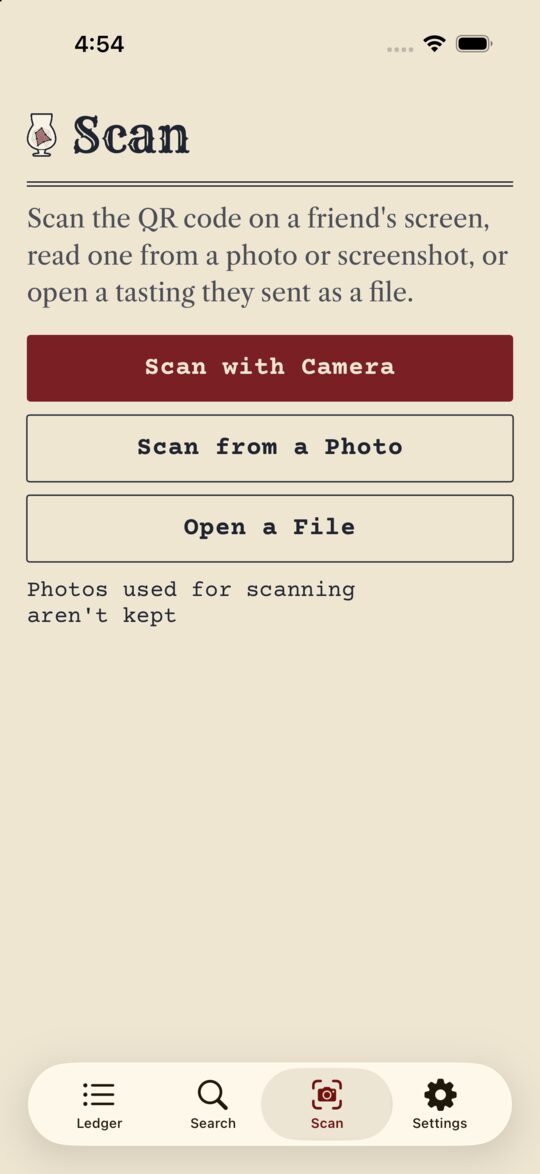 4:54
Scan
Scan the QR code on a friend's screen,
read one from a photo or screenshot, or
open a tasting they sent as a file.
Scan with Camera
Scan from a Photo
Open a File
Photos used for scanning
aren't kept
Ledger
Search
Scan
Settings